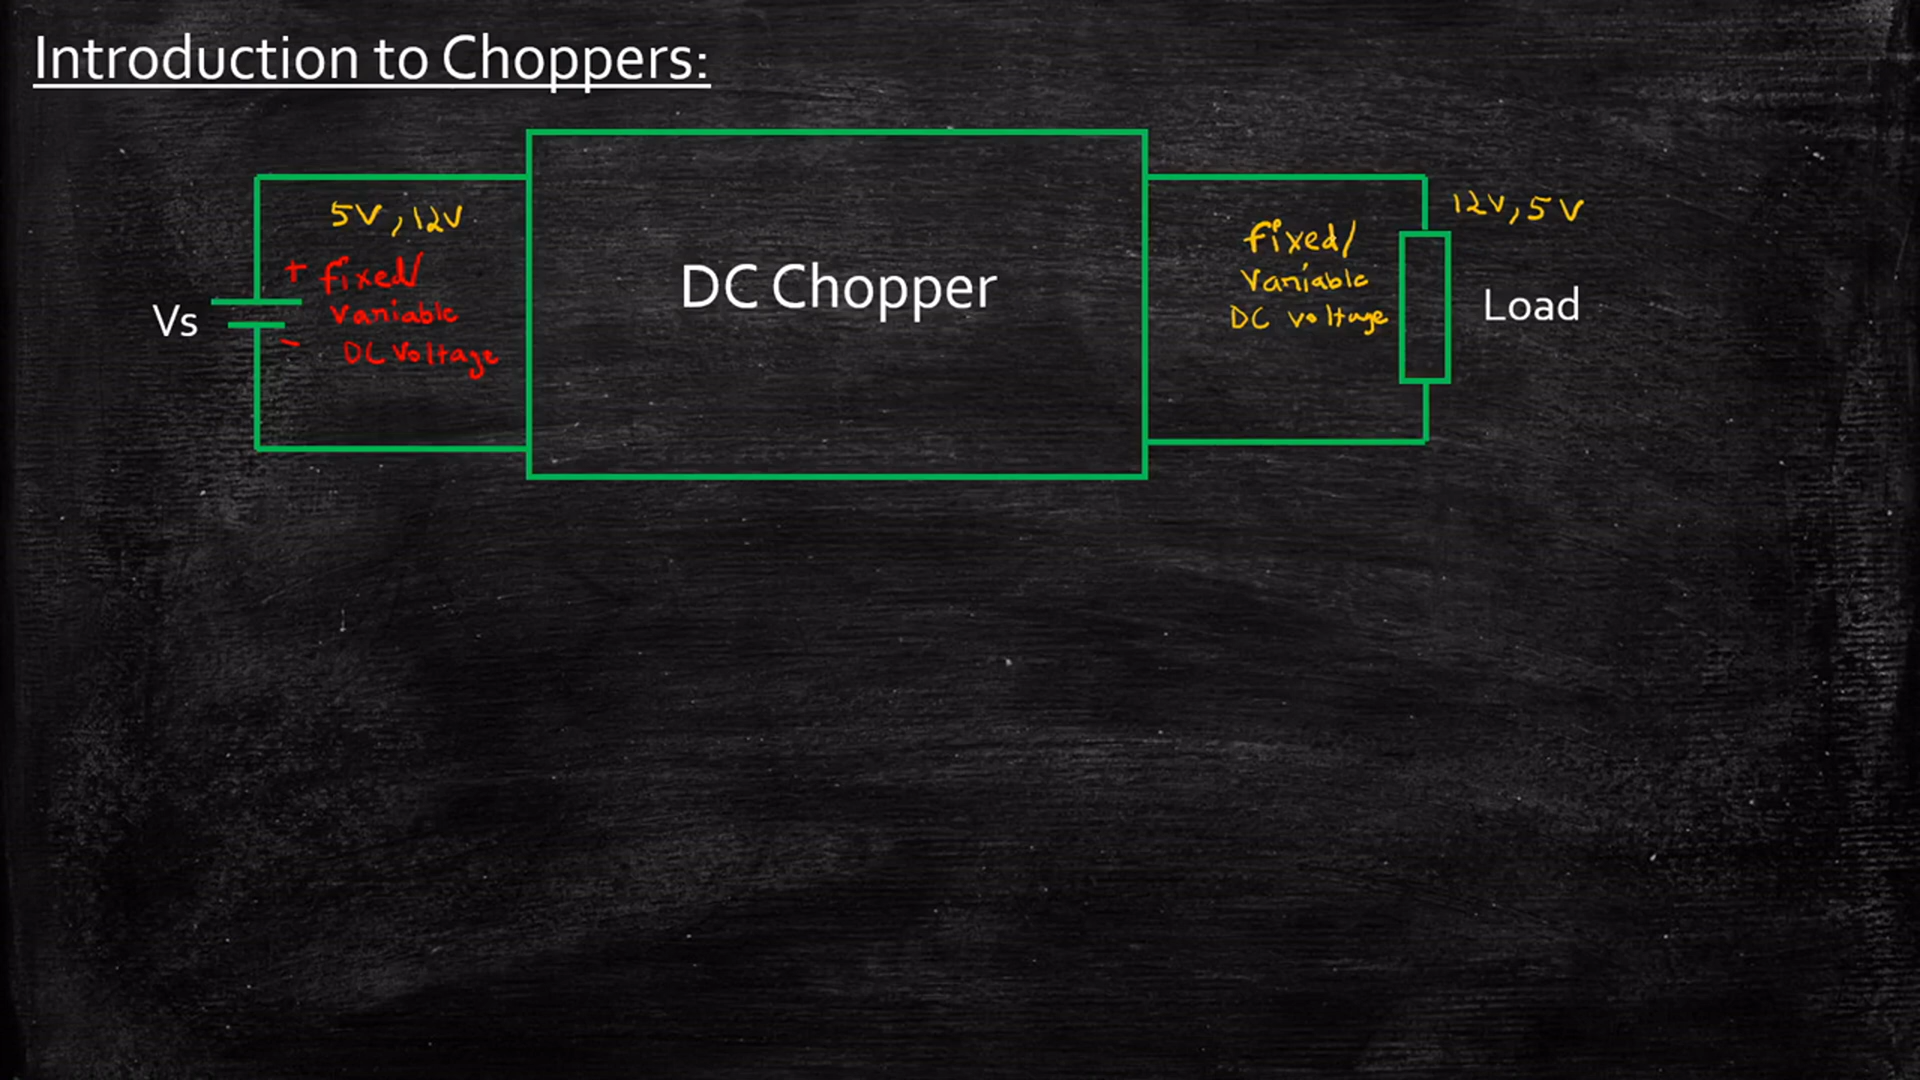 Introduction to Choppers:
5V, 12V
+ fixed/
Variable
- DC Voltage
Vs
DC Chopper
fixed/
Variable
DC voltage
12V, 5V
Load